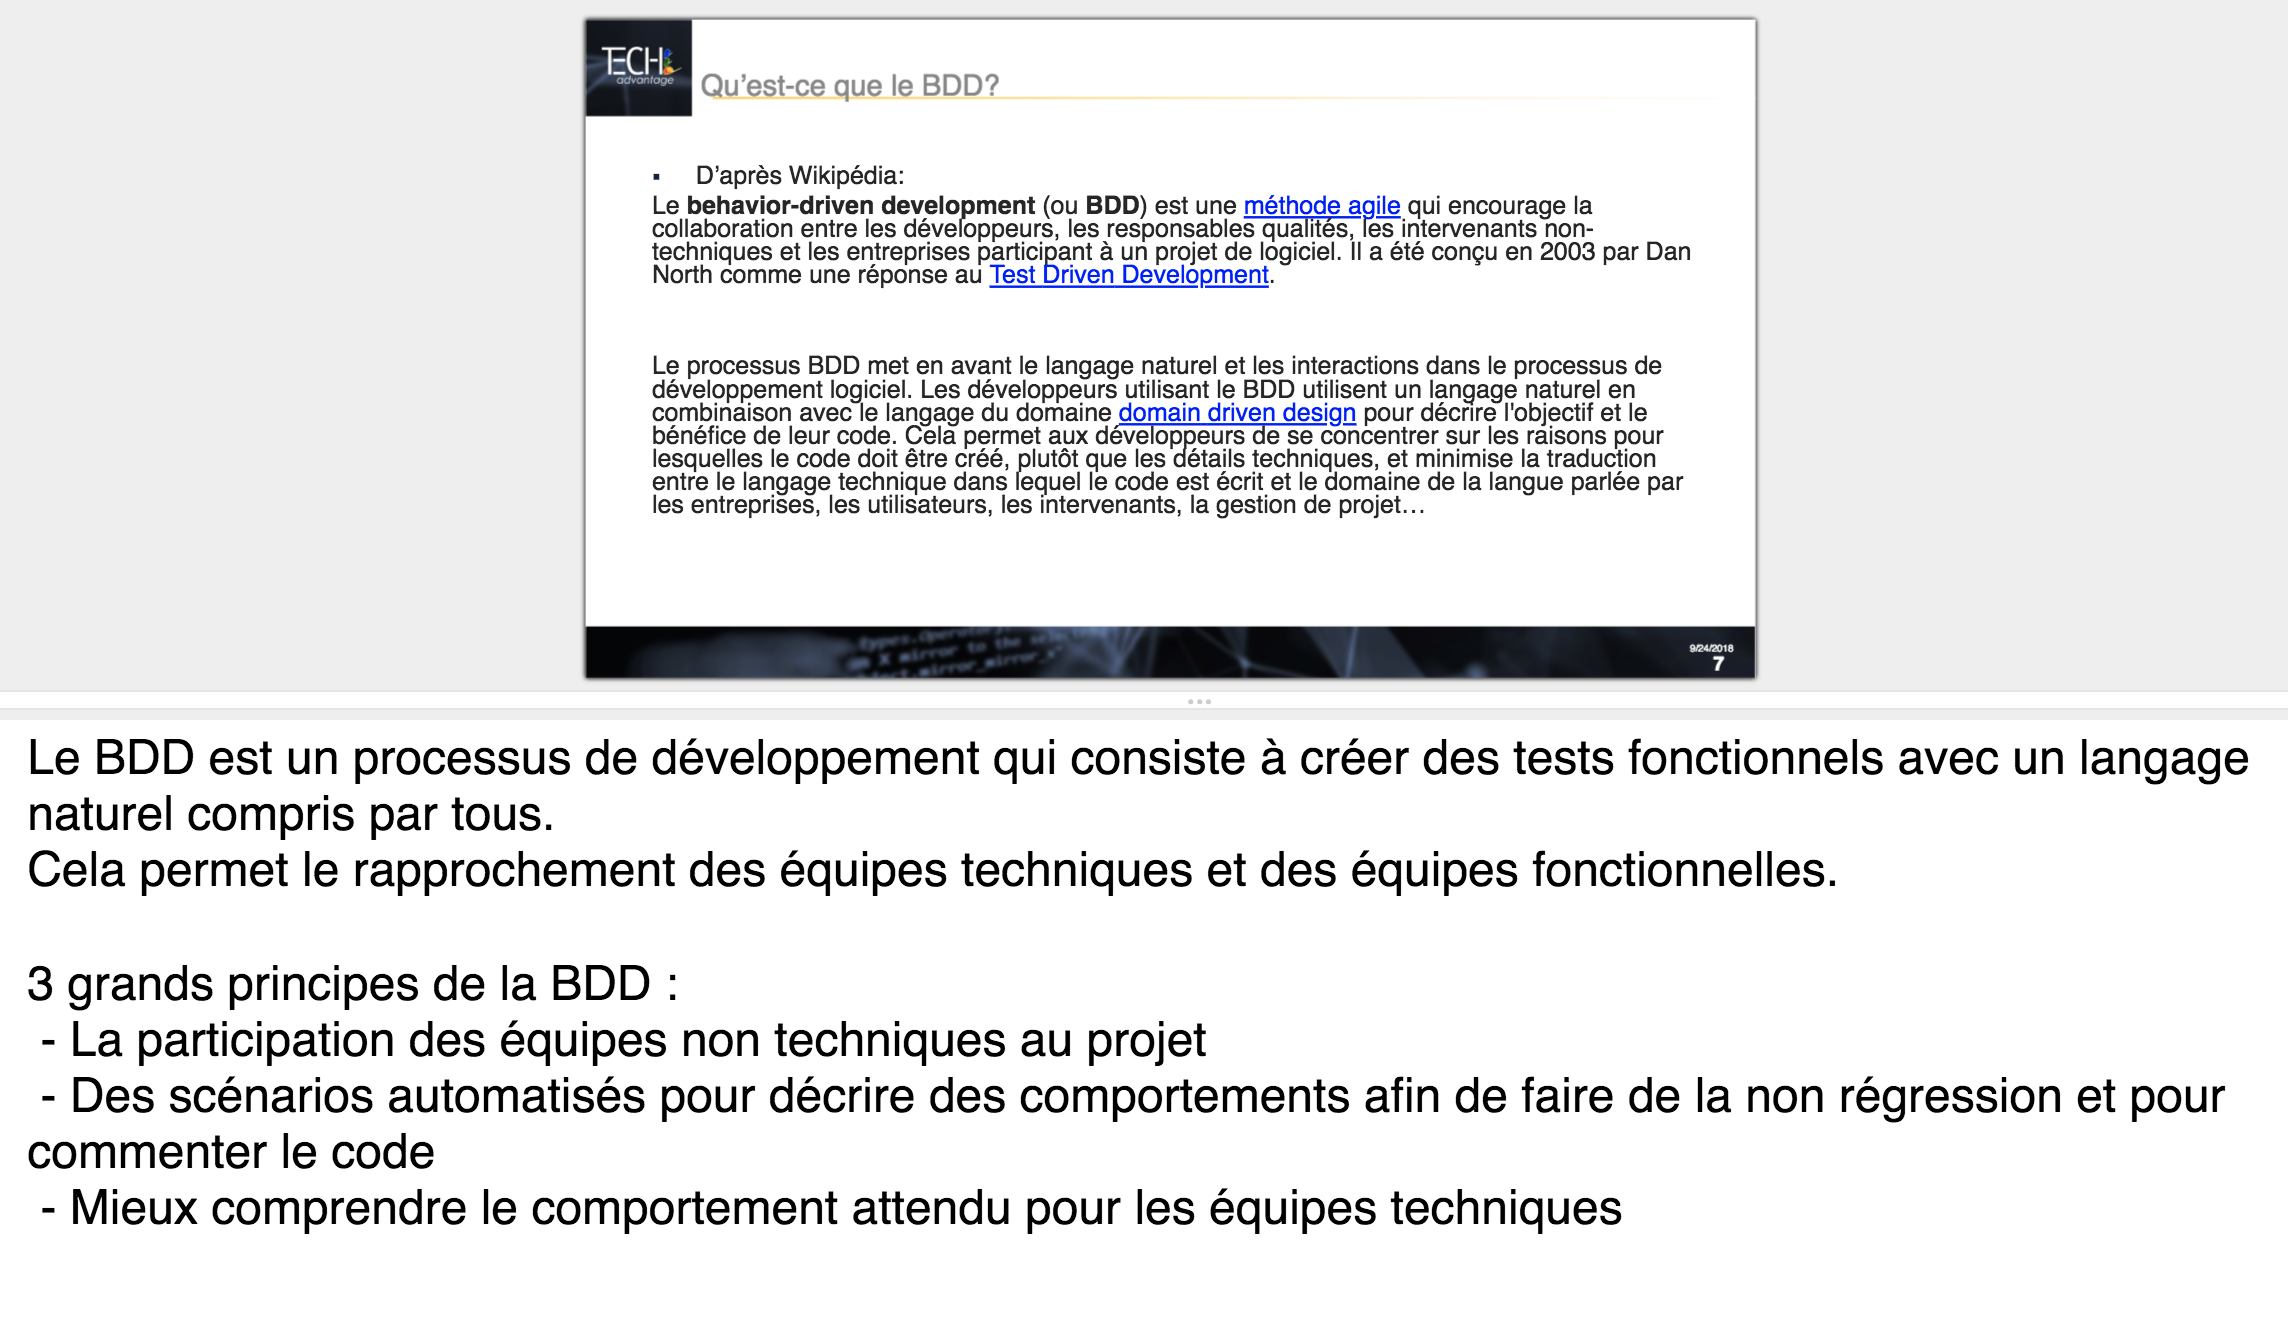 TECH
advantage
Qu’est-ce que le BDD?
▪ D’après Wikipédia:
Le behavior-driven development (ou BDD) est une méthode agile qui encourage la
collaboration entre les développeurs, les responsables qualités, les intervenants non-
techniques et les entreprises participant à un projet de logiciel. Il a été conçu en 2003 par Dan
North comme une réponse au Test Driven Development.
Le processus BDD met en avant le langage naturel et les interactions dans le processus de
développement logiciel. Les développeurs utilisant le BDD utilisent un langage naturel en
combinaison avec le langage du domaine domain driven design pour décrire l'objectif et le
bénéfice de leur code. Cela permet aux développeurs de se concentrer sur les raisons pour
lesquelles le code doit être créé, plutôt que les détails techniques, et minimise la traduction
entre le langage technique dans lequel le code est écrit et le domaine de la langue parlée par
les entreprises, les utilisateurs, les intervenants, la gestion de projet…
X mirror to the
mirror_mirror_x"
9/24/2018
7
Le BDD est un processus de développement qui consiste à créer des tests fonctionnels avec un langage
naturel compris par tous.
Cela permet le rapprochement des équipes techniques et des équipes fonctionnelles.
3 grands principes de la BDD :
- La participation des équipes non techniques au projet
- Des scénarios automatisés pour décrire des comportements afin de faire de la non régression et pour
commenter le code
- Mieux comprendre le comportement attendu pour les équipes techniques